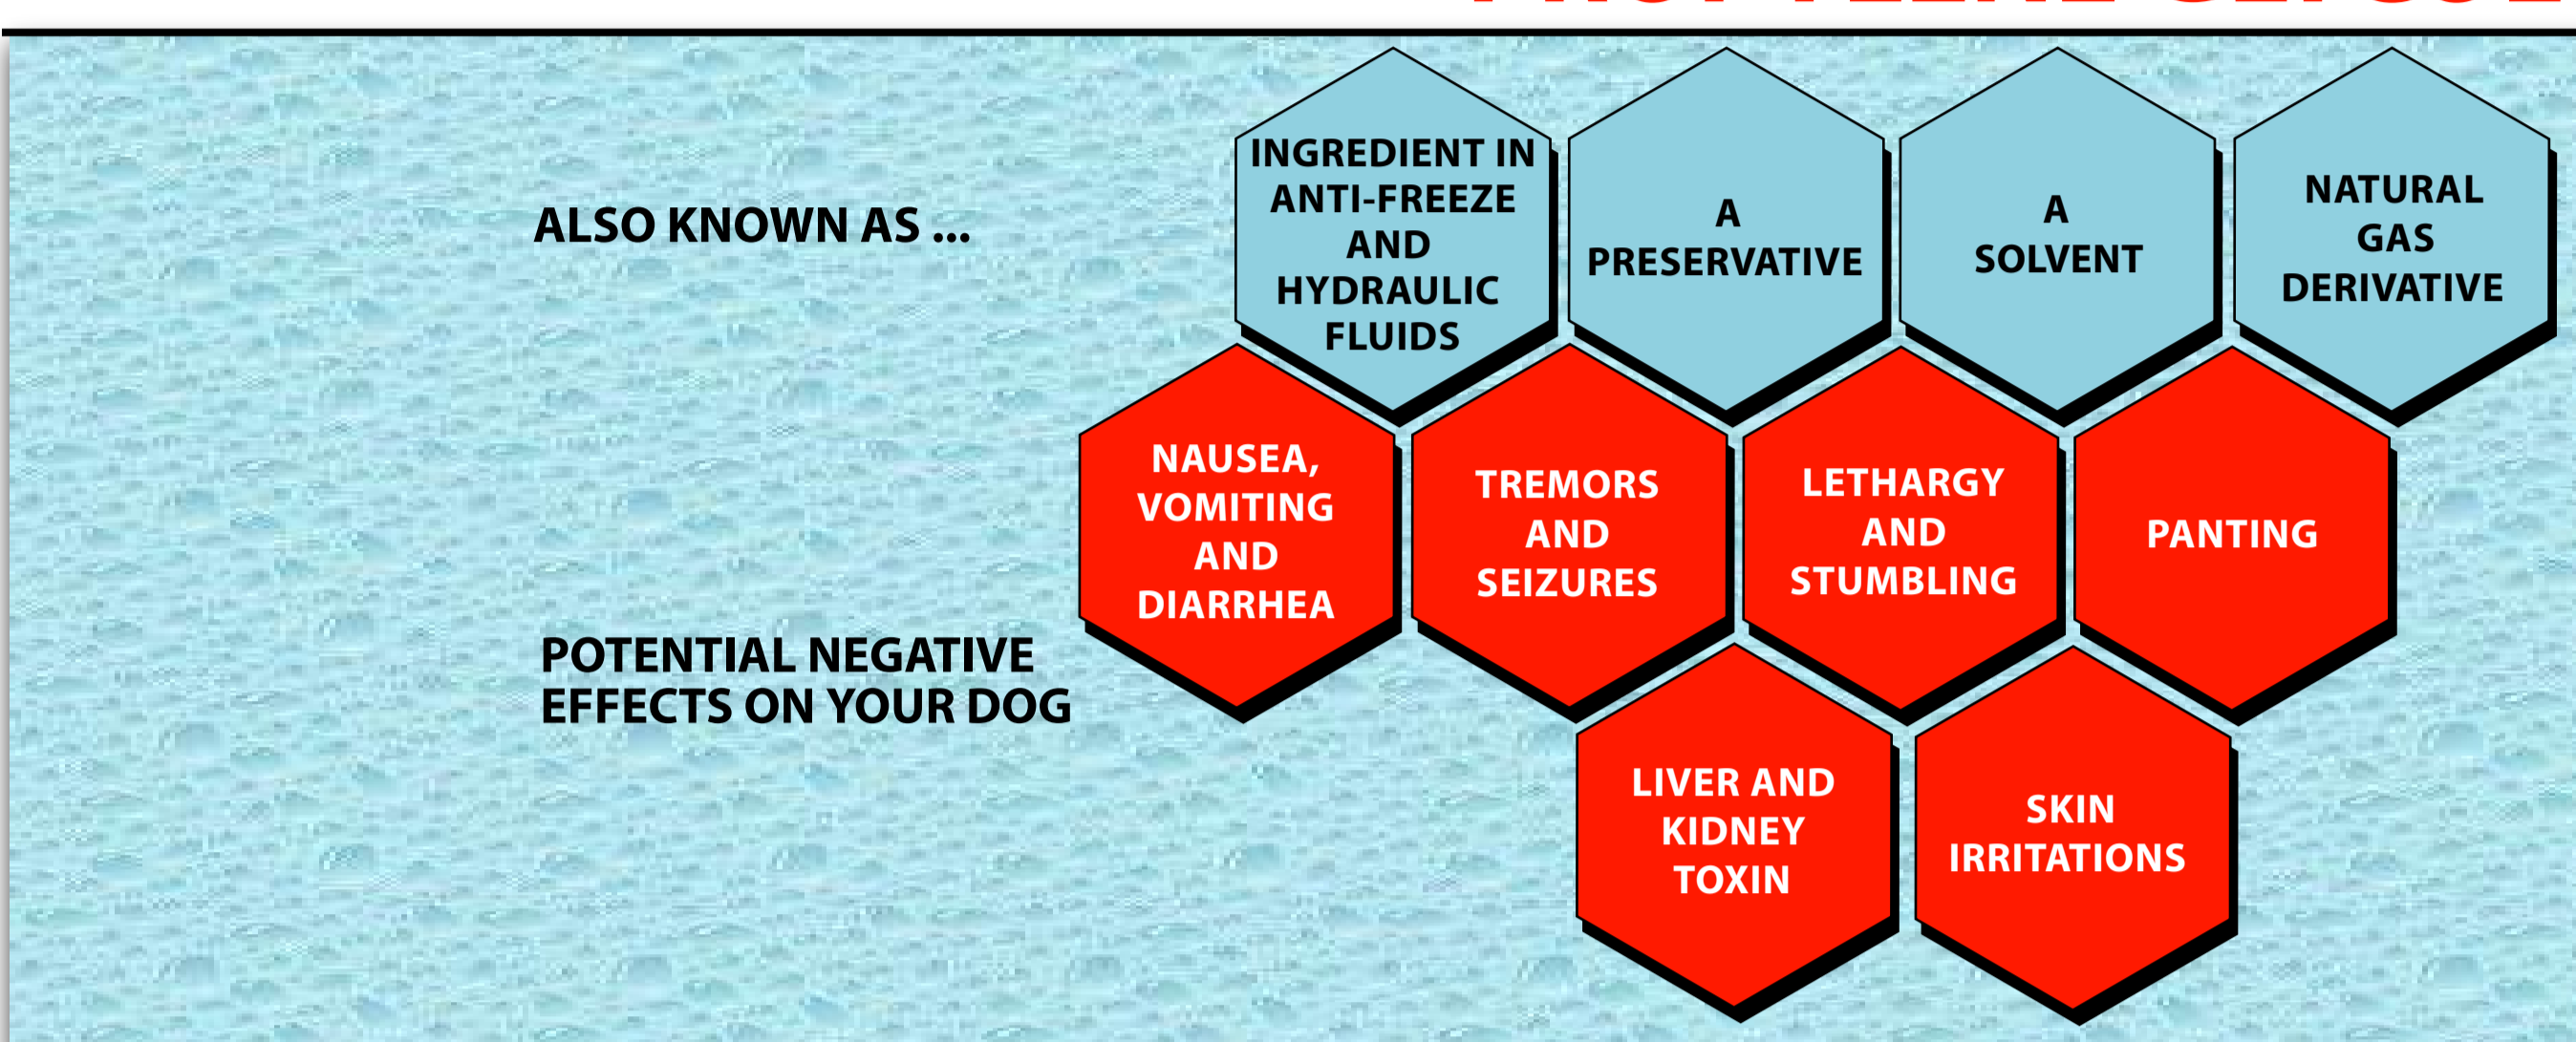 ALSO KNOWN AS ...
INGREDIENT IN
ANTI-FREEZE
AND
HYDRAULIC
FLUIDS
A
PRESERVATIVE
A
SOLVENT
NATURAL
GAS
DERIVATIVE
POTENTIAL NEGATIVE
EFFECTS ON YOUR DOG
NAUSEA,
VOMITING
AND
DIARRHEA
TREMORS
AND
SEIZURES
LETHARGY
AND
STUMBLING
PANTING
LIVER AND
KIDNEY
TOXIN
SKIN
IRRITATIONS